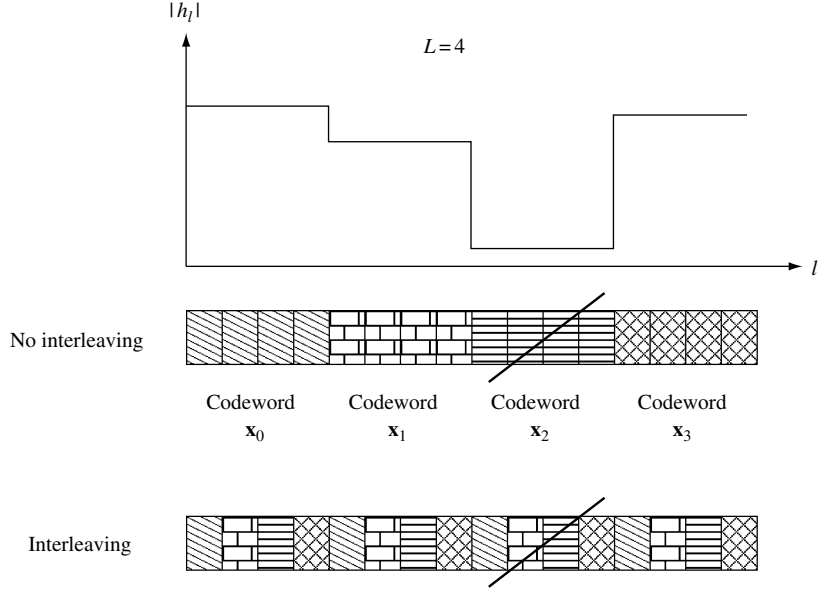 |h_l|
L = 4
l
No interleaving
Codeword Codeword Codeword Codeword
x_0 x_1 x_2 x_3
Interleaving